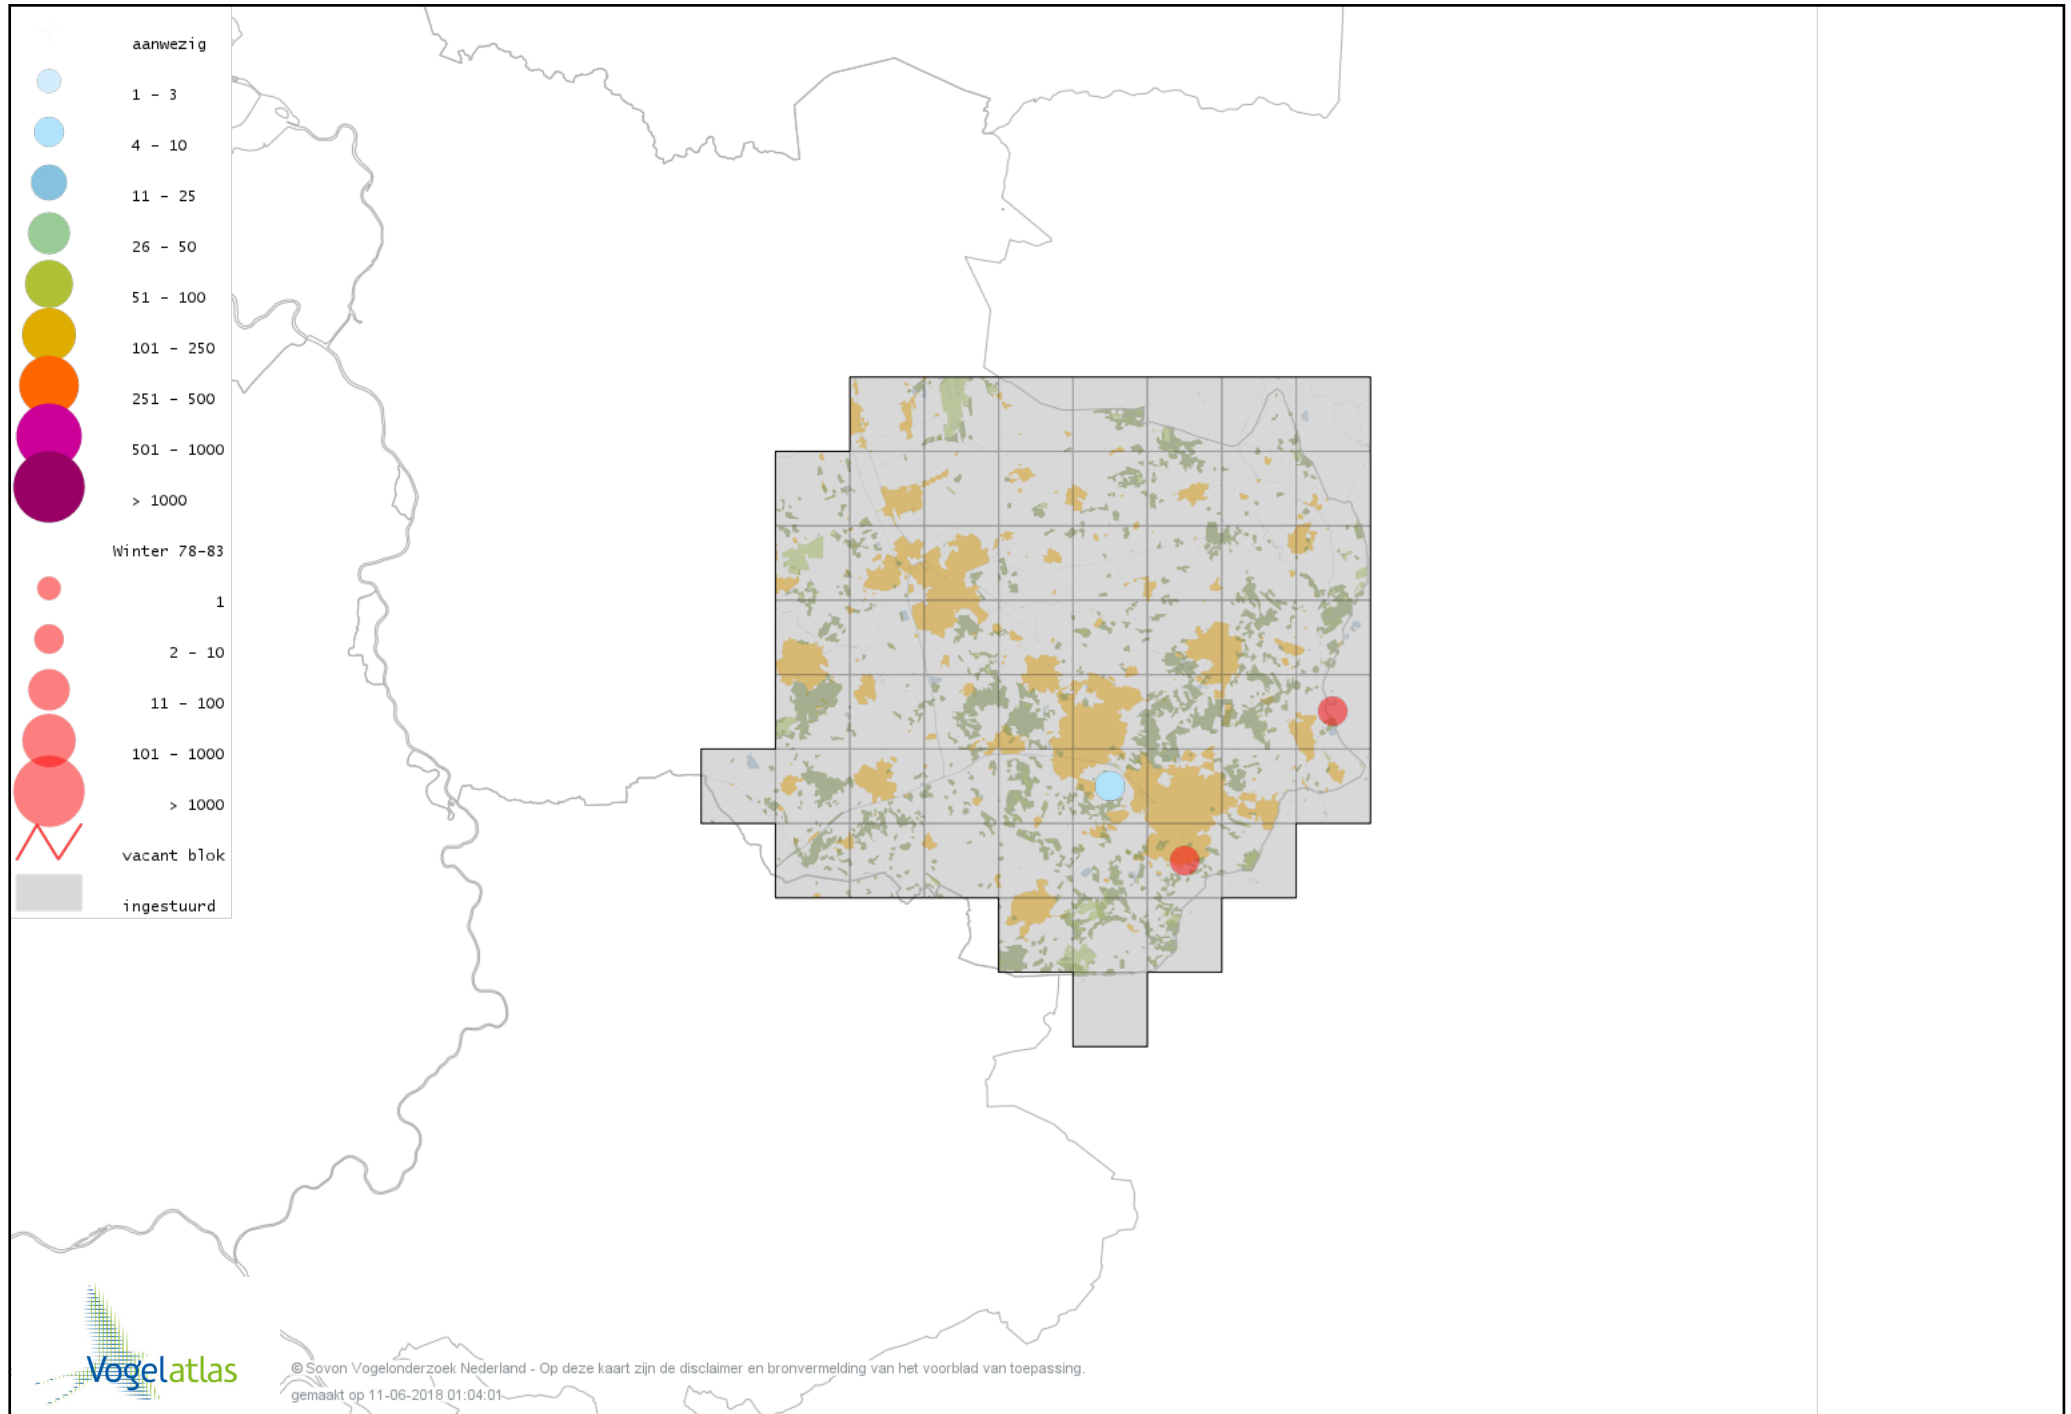 aanwezig
1 - 3
4 - 10
11 - 25
26 - 50
51 - 100
101 - 250
251 - 500
501 - 1000
> 1000
Winter 78-83
1
2 - 10
11 - 100
101 - 1000
> 1000
vacant blok
ingestuurd
Vogelatlas
© Sovon Vogelonderzoek Nederland - Op deze kaart zijn de disclaimer en bronvermelding van het voorblad van toepassing.
gemaakt op 11-06-2018 01:04:01